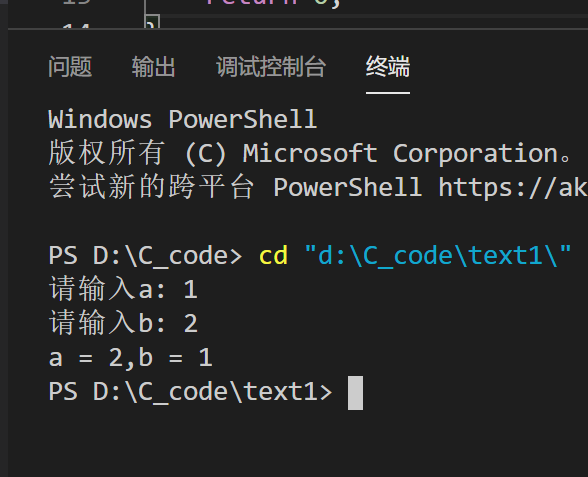 14 }
问题 输出 调试控制台 终端
Windows PowerShell
版权所有 (C) Microsoft Corporation。
尝试新的跨平台 PowerShell https://ak
PS D:\C_code> cd "d:\C_code\text1\"
请输入a: 1
请输入b: 2
a = 2,b = 1
PS D:\C_code\text1>